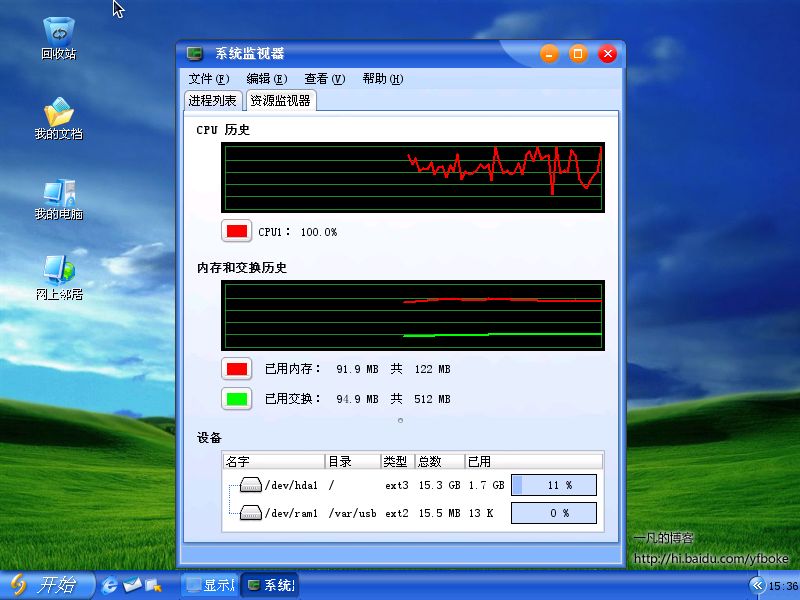 回收站
我的文档
我的电脑
网上邻居
系统监视器
文件(F) 编辑(E) 查看(V) 帮助(H)
进程列表 资源监视器
CPU 历史
CPU1： 100.0%
内存和交换历史
已用内存： 91.9 MB 共 122 MB
已用交换： 94.9 MB 共 512 MB
设备
名字 目录 类型 总数 已用
/dev/hda1 / ext3 15.3 GB 1.7 GB 11 %
/dev/ram1 /var/usb ext2 15.5 MB 13 K 0 %
一凡的博客
http://hi.baidu.com/yfboke
开始 显示 系统 15:36